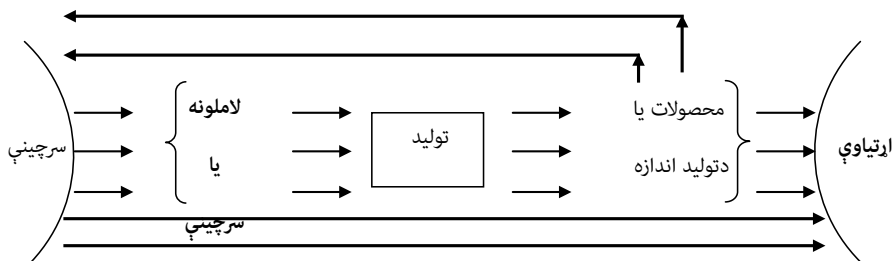 سرچينې
لاملونه
يا
سرچينې
توليد
محصولات يا
دتوليد اندازه
اړتياوې